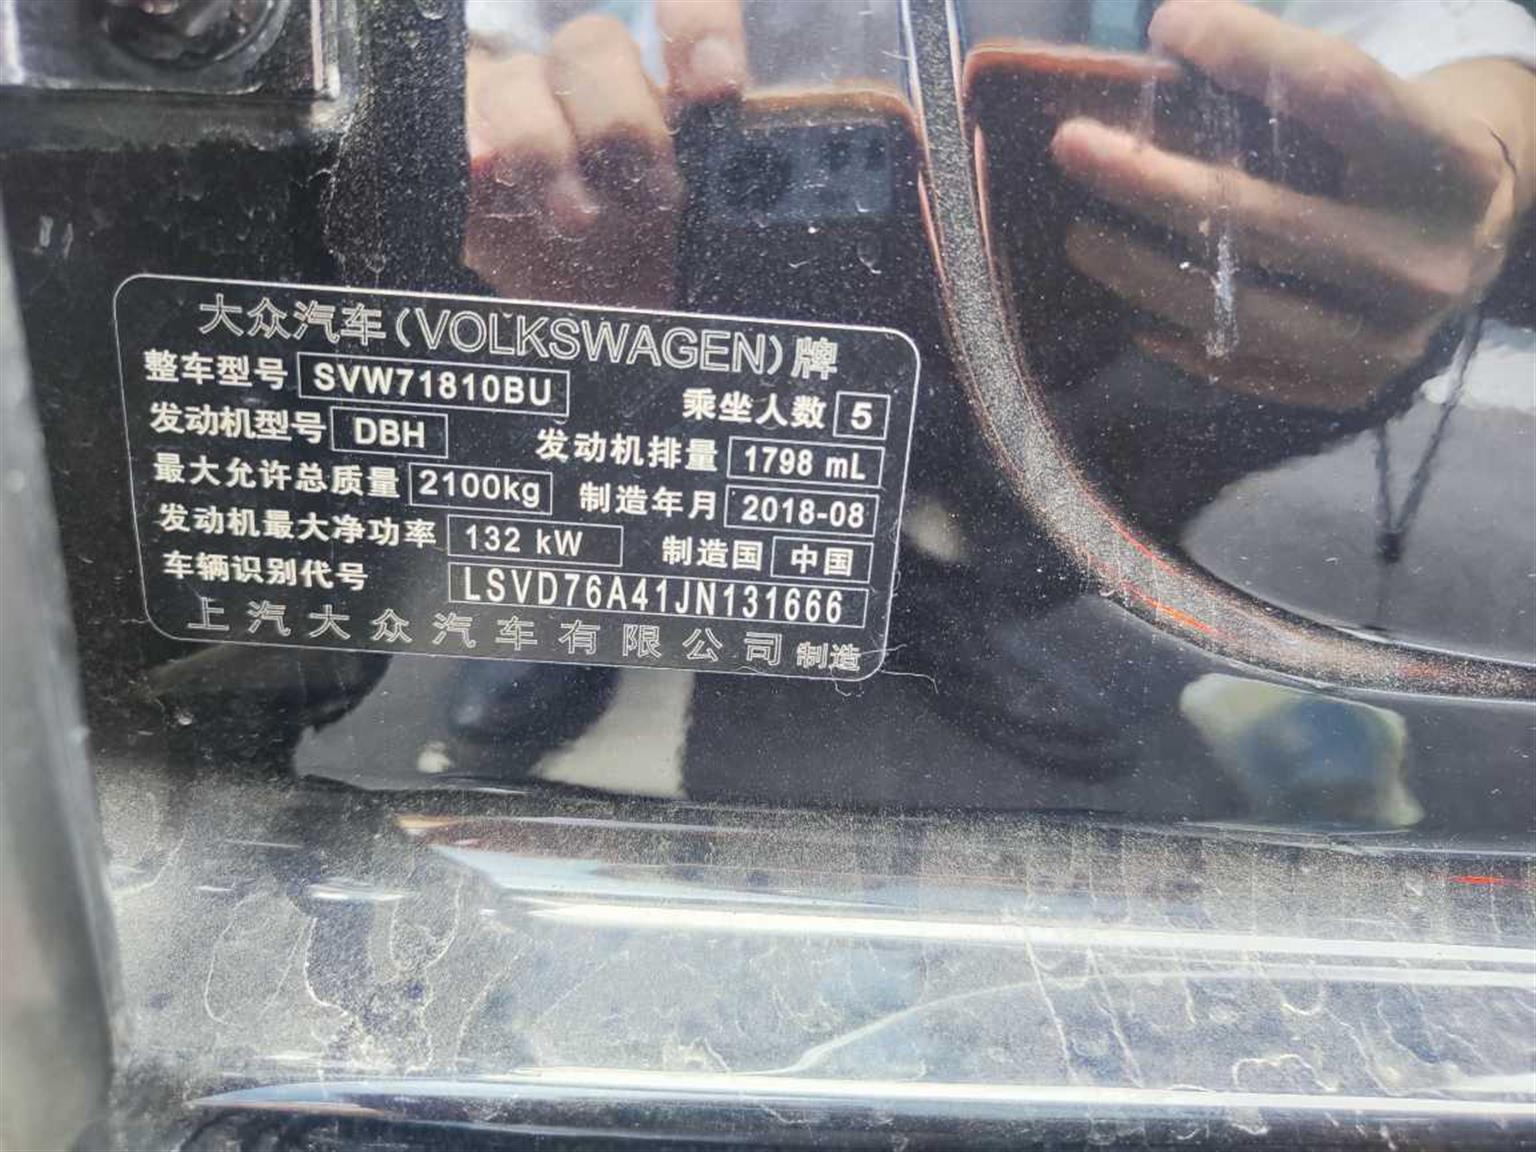 大众汽车(VOLKSWAGEN)牌
整车型号 SVW71810BU 乘坐人数 5
发动机型号 DBH 发动机排量 1798 mL
最大允许总质量 2100kg 制造年月 2018-08
发动机最大净功率 132 kW 制造国 中国
车辆识别代号 LSVD76A41JN131666
上汽大众汽车有限公司 制造